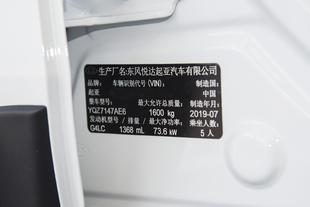 生产厂名:东风悦达起亚汽车有限公司
品牌: 车辆识别代号(VIN): 制造国:
起亚 中国
整车型号: 最大允许总质量: 制造年月:
YQZ7147AE6 1600 kg 2019-07
发动机型号/排量/最大净功率: 乘坐人数:
G4LC 1368 mL 73.6 kw 5 人